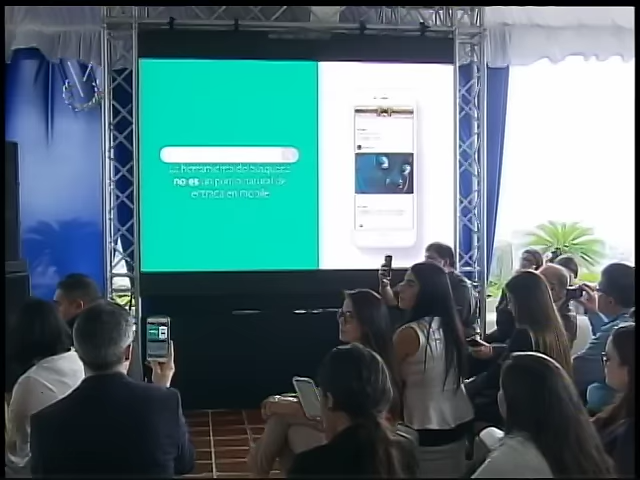 La herramienta de búsqueda
no es un punto natural de
entrada en mobile